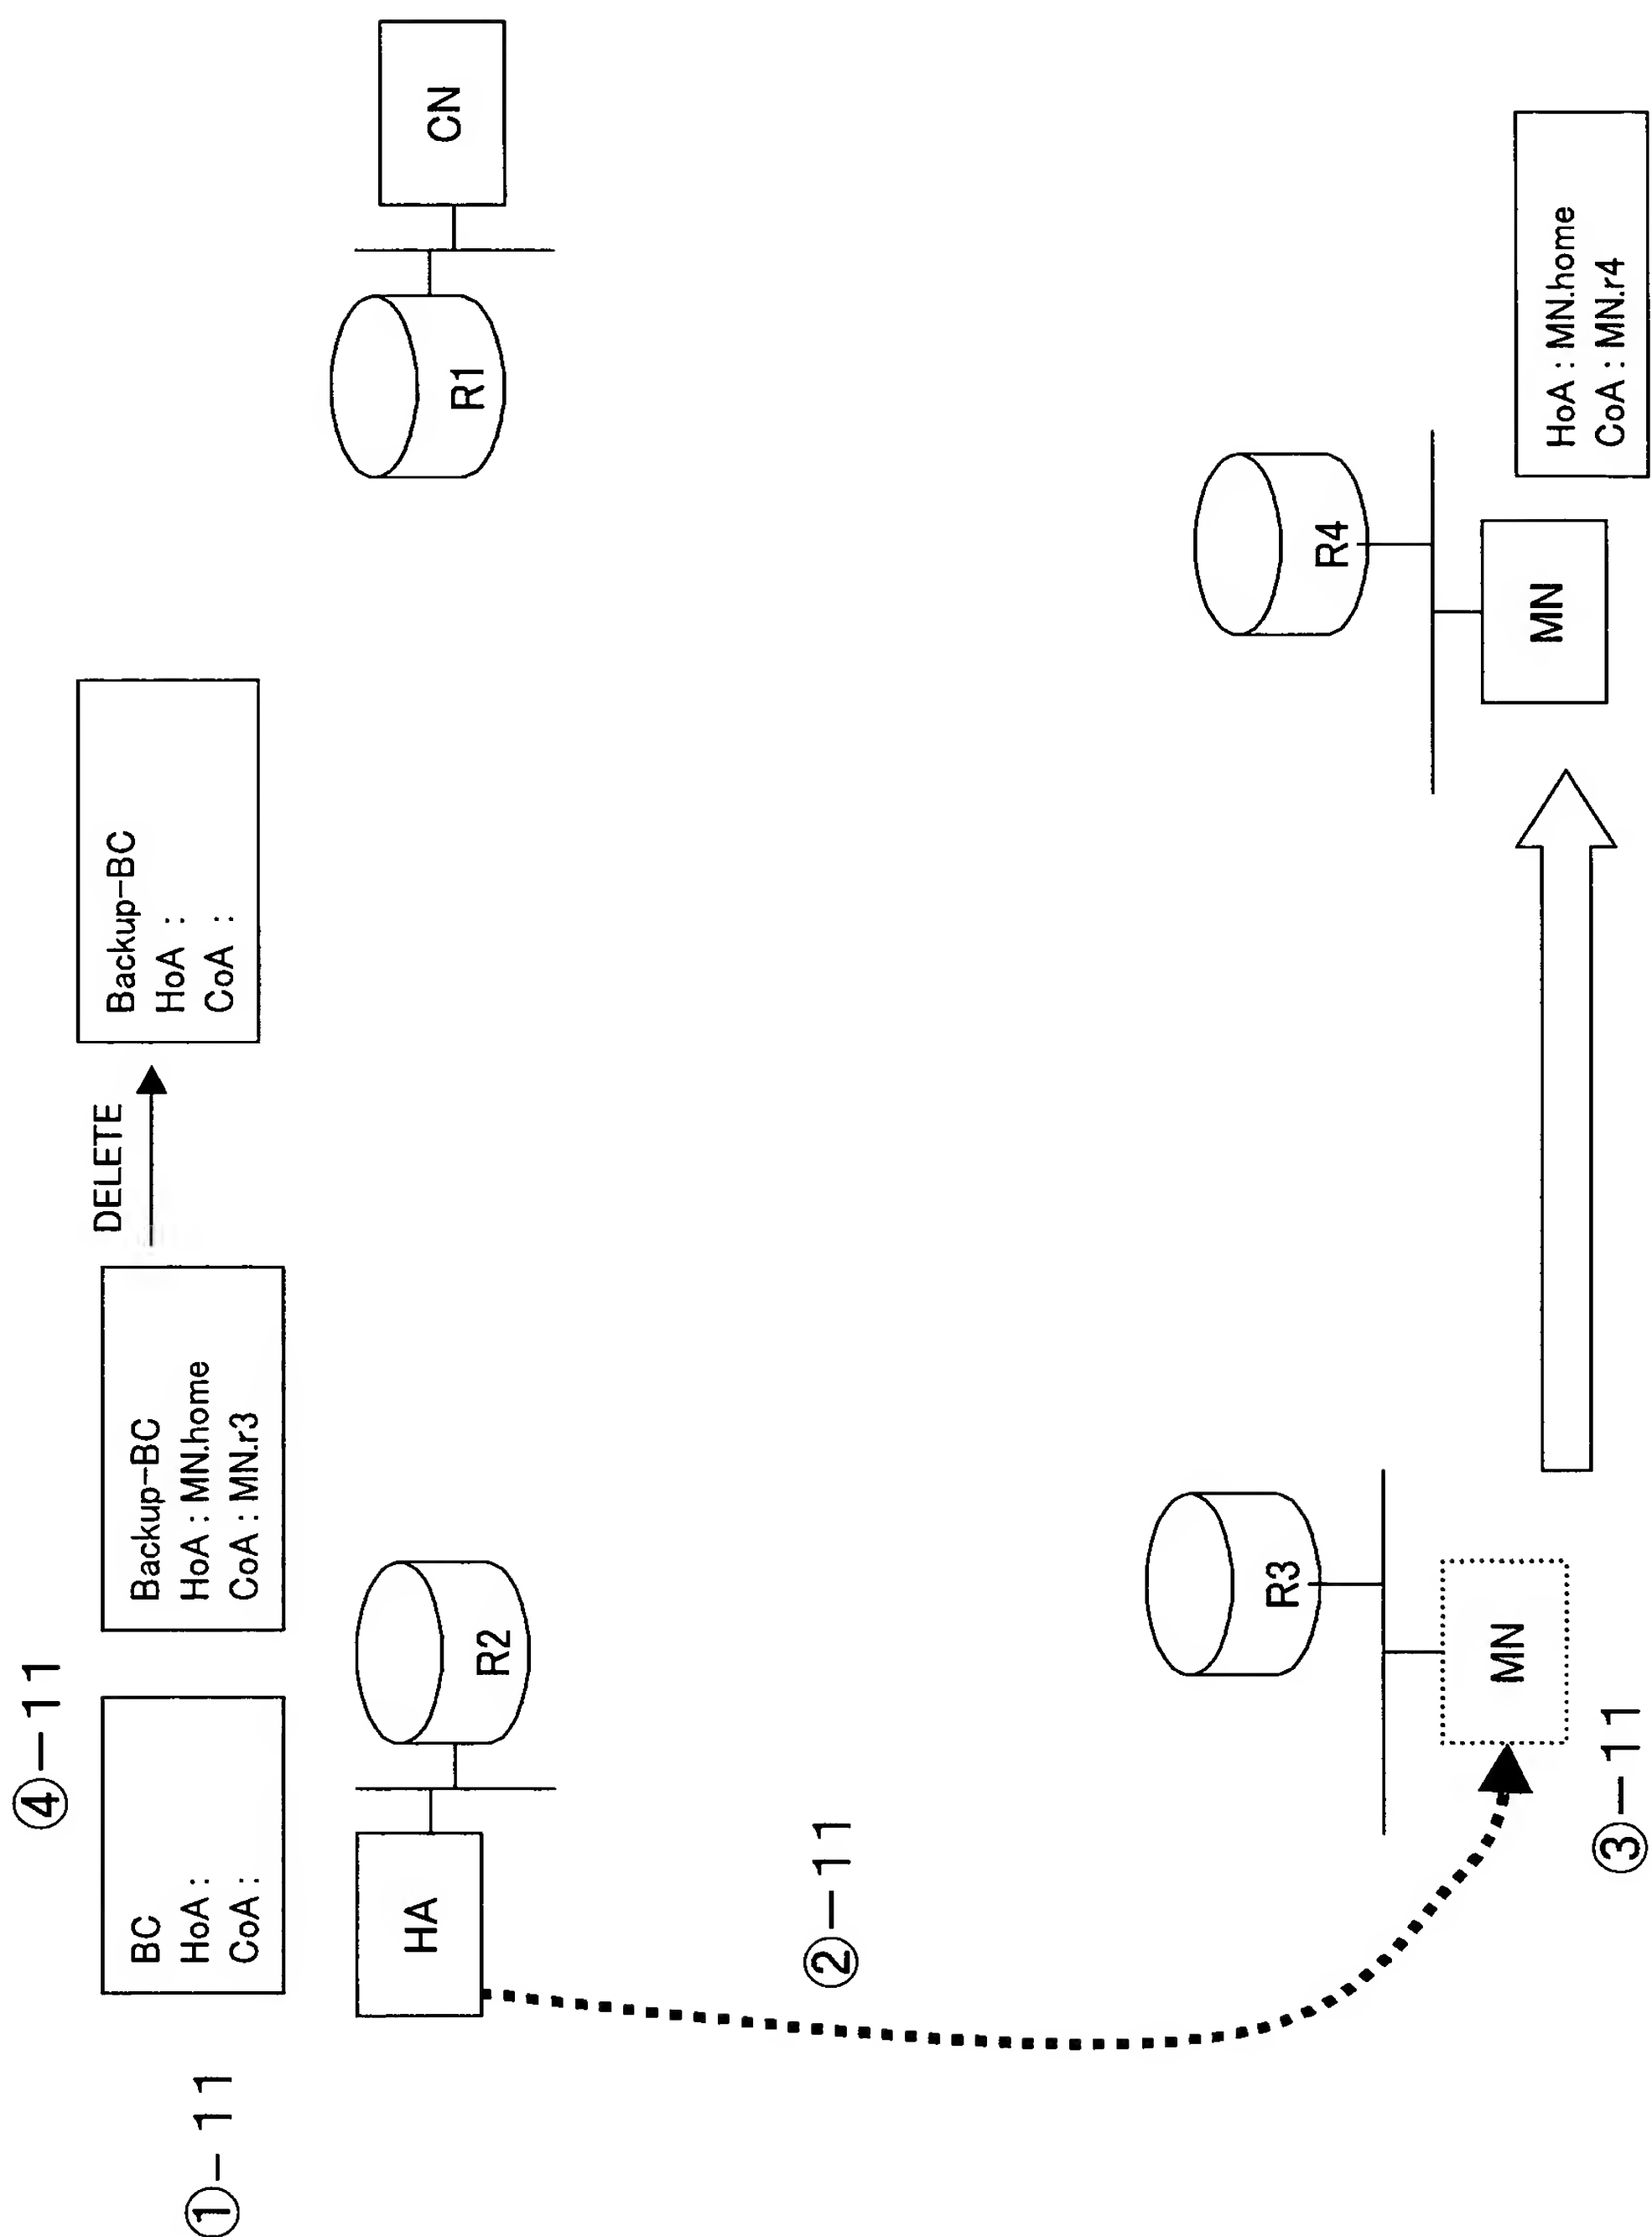 ④-11
①-11
BC
HoA :
CoA :
Backup-BC
HoA : MN.home
CoA : MN.r3
DELETE
Backup-BC
HoA :
CoA :
HA
R2
R1
CN
②-11
R3
MN
③-11
R4
MN
HoA : MN.home
CoA : MN.r4